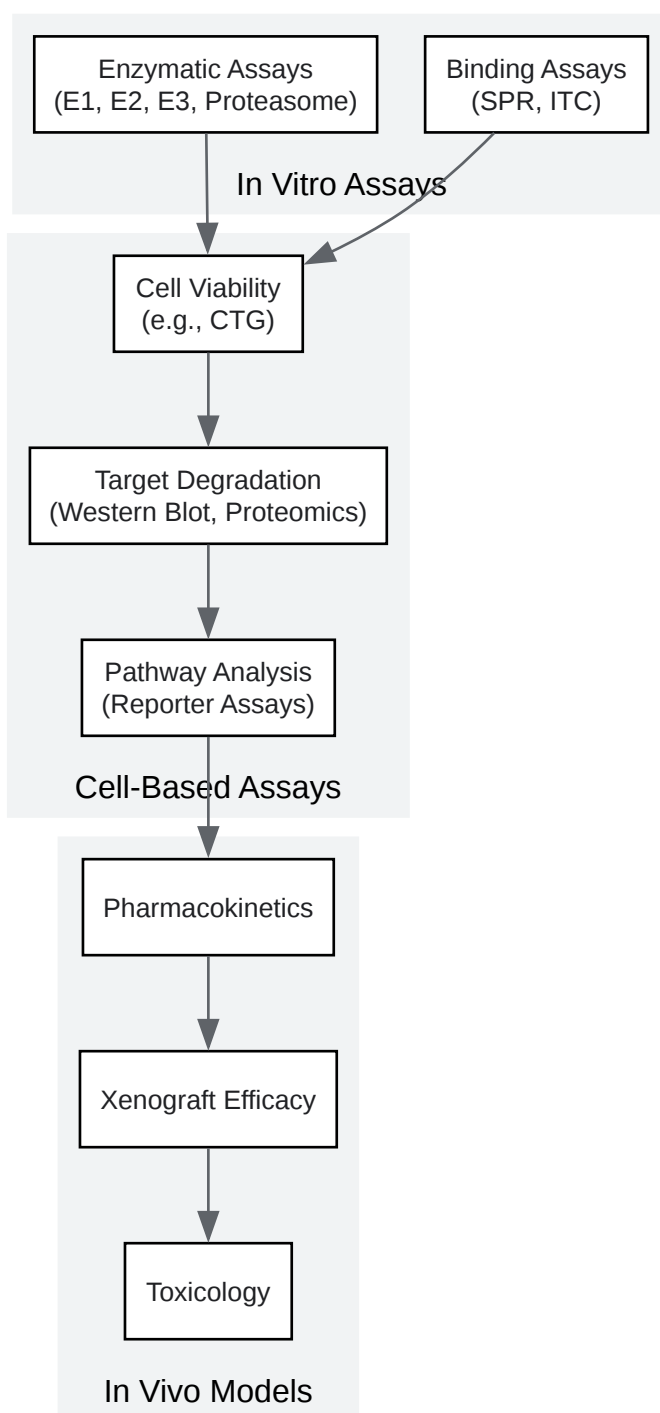 Enzymatic Assays
(E1, E2, E3, Proteasome)
Binding Assays
(SPR, ITC)
In Vitro Assays
Cell Viability
(e.g., CTG)
Target Degradation
(Western Blot, Proteomics)
Pathway Analysis
(Reporter Assays)
Cell-Based Assays
Pharmacokinetics
Xenograft Efficacy
Toxicology
In Vivo Models